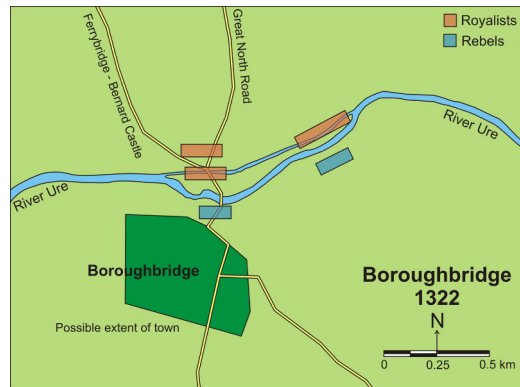 Royalists
Rebels
Ferrybridge - Bernard Castle
Great North Road
River Ure
River Ure
Boroughbridge
Possible extent of town
Boroughbridge
1322
N
0 0.25 0.5 km